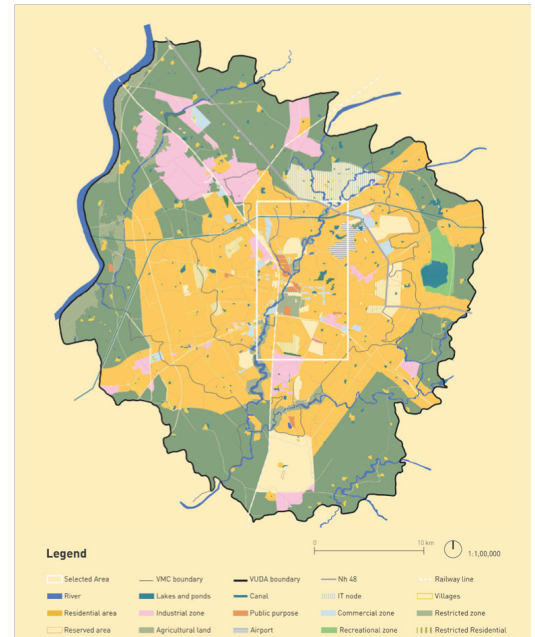 Legend
0 10 km
1:1,00,000
Selected Area VMC boundary VUDA boundary Nh 48 Railway line
River Lakes and ponds Canal IT node Villages
Residential area Industrial zone Public purpose Commercial zone Restricted zone
Reserved area Agricultural land Airport Recreational zone Restricted Residential